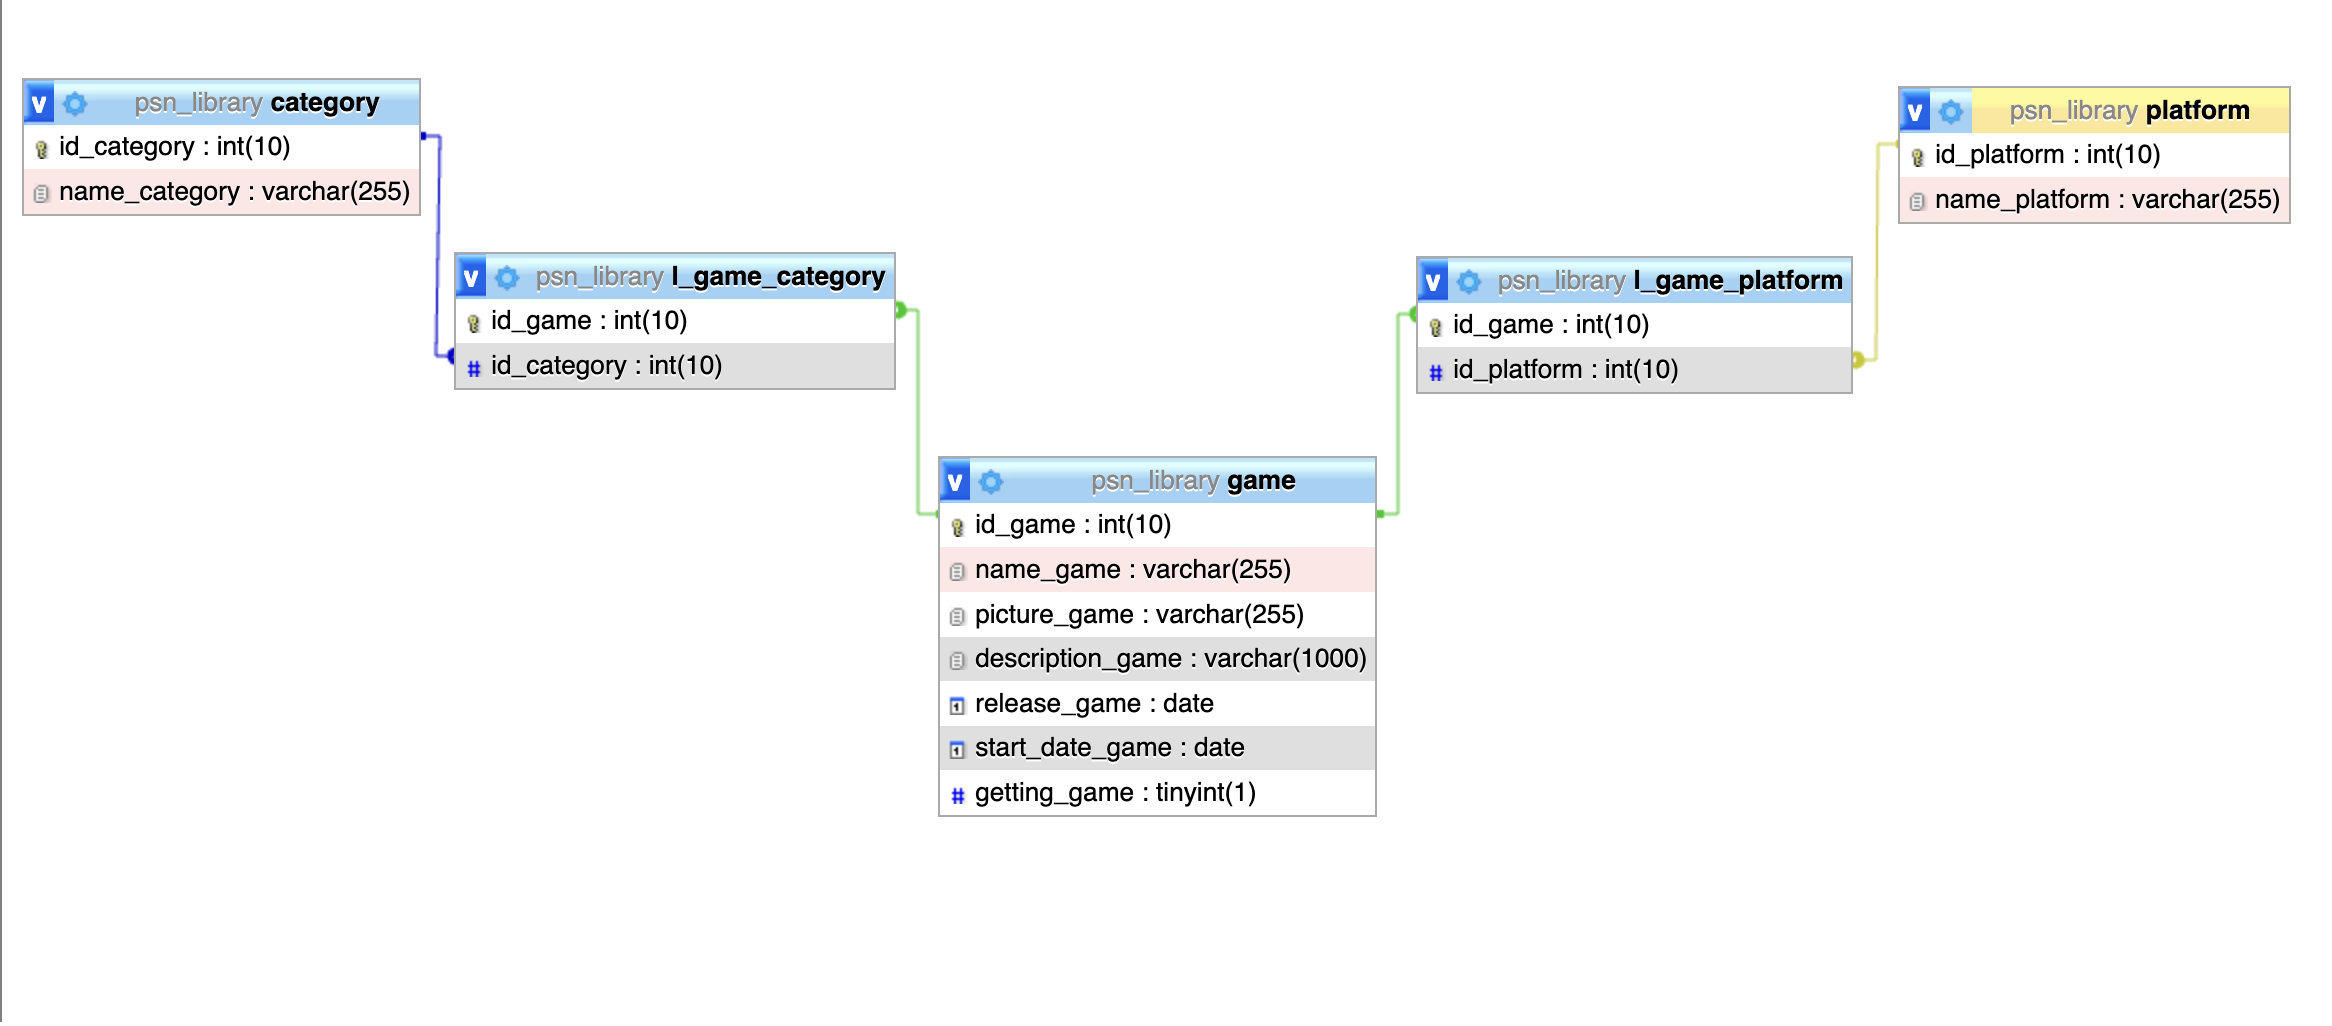 psn_library category
id_category : int(10)
name_category : varchar(255)
psn_library l_game_category
id_game : int(10)
id_category : int(10)
psn_library game
id_game : int(10)
name_game : varchar(255)
picture_game : varchar(255)
description_game : varchar(1000)
release_game : date
start_date_game : date
getting_game : tinyint(1)
psn_library l_game_platform
id_game : int(10)
id_platform : int(10)
psn_library platform
id_platform : int(10)
name_platform : varchar(255)